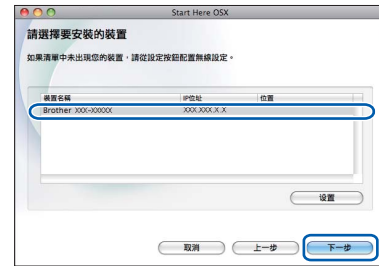 Start Here OSX
請選擇要安裝的裝置
如果清單中未出現您的裝置，請從設定按鈕配置無線設定。
裝置名稱 IP位址 位置
Brother XXX-XXXXX XXX.XXX.X.X
设置
取消 上一步 下一步